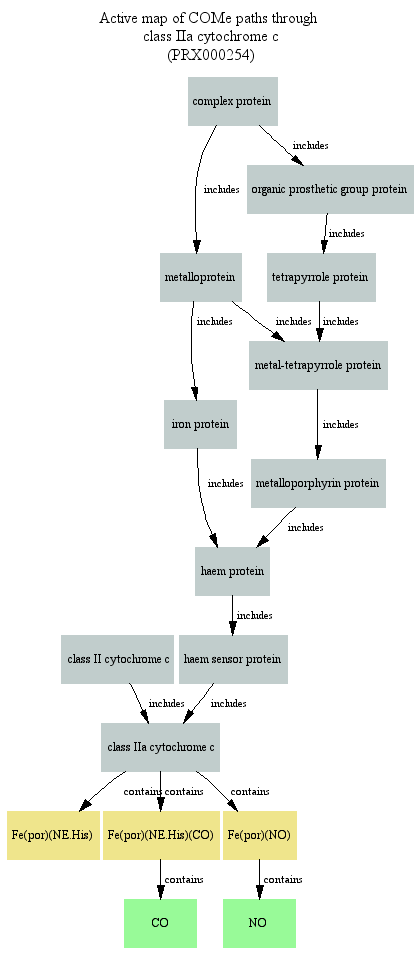 Active map of COMe paths through
class IIa cytochrome c
(PRX000254)
complex protein
includes
includes
organic prosthetic group protein
includes
metalloprotein
tetrapyrrole protein
includes
includes
includes
metal-tetrapyrrole protein
iron protein
includes
metalloporphyrin protein
includes
includes
haem protein
includes
class II cytochrome c
haem sensor protein
includes
includes
class IIa cytochrome c
contains
contains
contains
Fe(por)(NE.His)
Fe(por)(NE.His)(CO)
Fe(por)(NO)
contains
contains
CO
NO